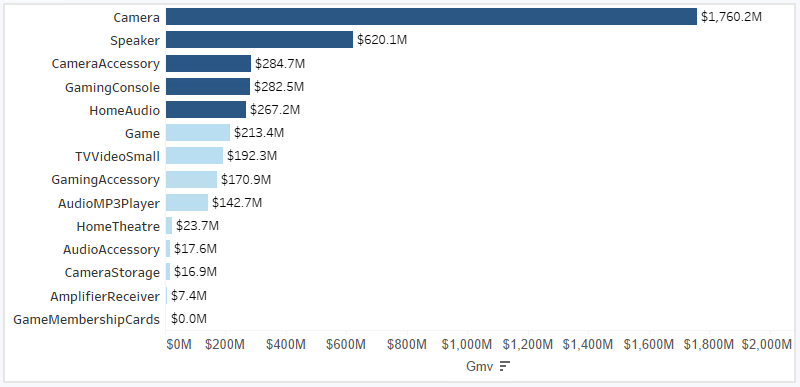 Camera $1,760.2M
Speaker $620.1M
CameraAccessory $284.7M
GamingConsole $282.5M
HomeAudio $267.2M
Game $213.4M
TVVideoSmall $192.3M
GamingAccessory $170.9M
AudioMP3Player $142.7M
HomeTheatre $23.7M
AudioAccessory $17.6M
CameraStorage $16.9M
AmplifierReceiver $7.4M
GameMembershipCards $0.0M
$0M $200M $400M $600M $800M $1,000M $1,200M $1,400M $1,600M $1,800M $2,000M
Gmv